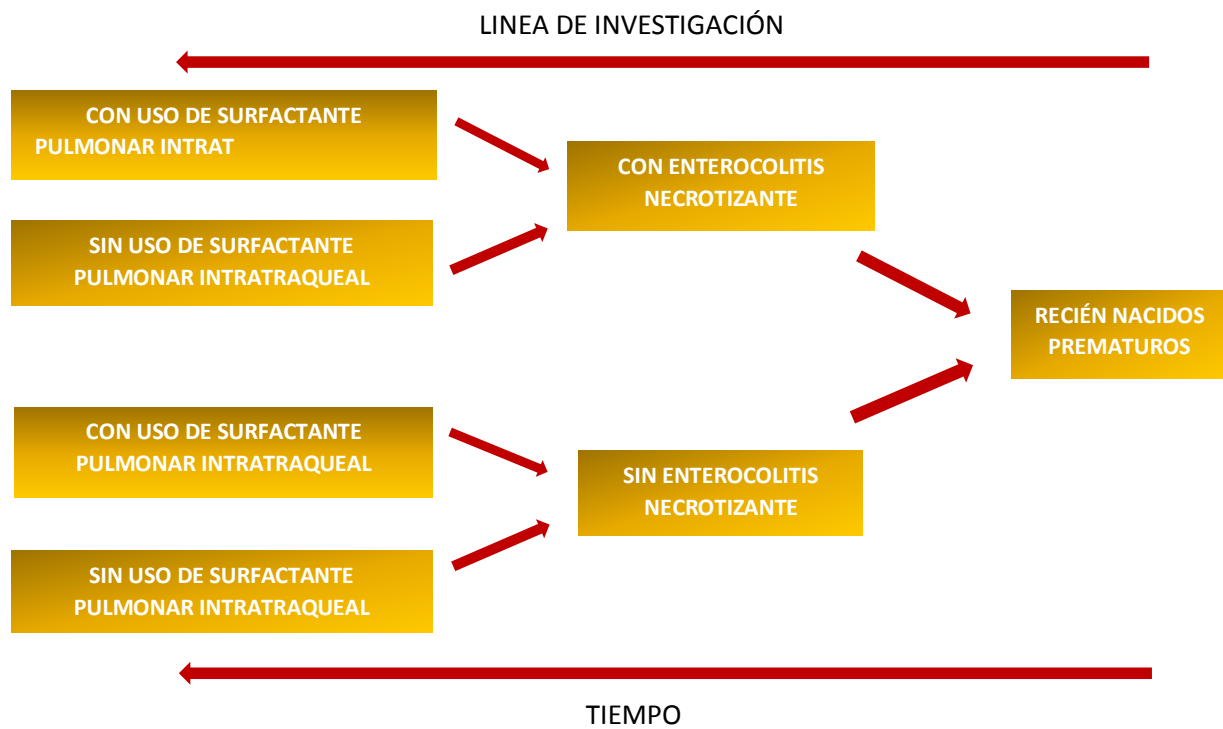 LINEA DE INVESTIGACIÓN
CON USO DE SURFACTANTE
PULMONAR INTRAT
SIN USO DE SURFACTANTE
PULMONAR INTRATRAQUEAL
CON ENTEROCOLITIS
NECROTIZANTE
RECIÉN NACIDOS
PREMATUROS
CON USO DE SURFACTANTE
PULMONAR INTRATRAQUEAL
SIN USO DE SURFACTANTE
PULMONAR INTRATRAQUEAL
SIN ENTEROCOLITIS
NECROTIZANTE
TIEMPO